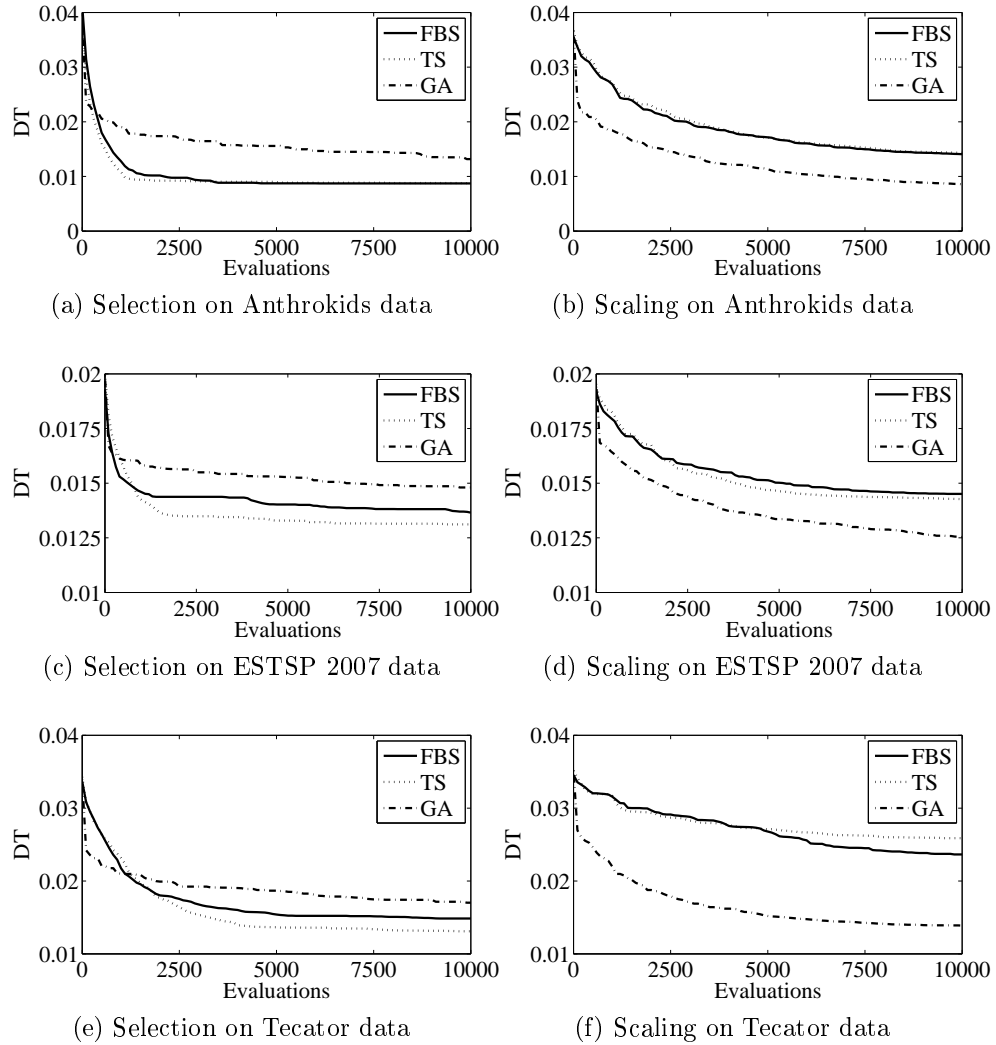 0.04
0.03
0.02
0.01
0
DT
0 2500 5000 7500 10000
Evaluations
FBS
TS
GA
(a) Selection on Anthrokids data
0.04
0.03
0.02
0.01
0
DT
0 2500 5000 7500 10000
Evaluations
FBS
TS
GA
(b) Scaling on Anthrokids data
0.02
0.0175
0.015
0.0125
0.01
DT
0 2500 5000 7500 10000
Evaluations
FBS
TS
GA
(c) Selection on ESTSP 2007 data
0.02
0.0175
0.015
0.0125
0.01
DT
0 2500 5000 7500 10000
Evaluations
FBS
TS
GA
(d) Scaling on ESTSP 2007 data
0.04
0.03
0.02
0.01
DT
0 2500 5000 7500 10000
Evaluations
FBS
TS
GA
(e) Selection on Tecator data
0.04
0.03
0.02
0.01
DT
0 2500 5000 7500 10000
Evaluations
FBS
TS
GA
(f) Scaling on Tecator data